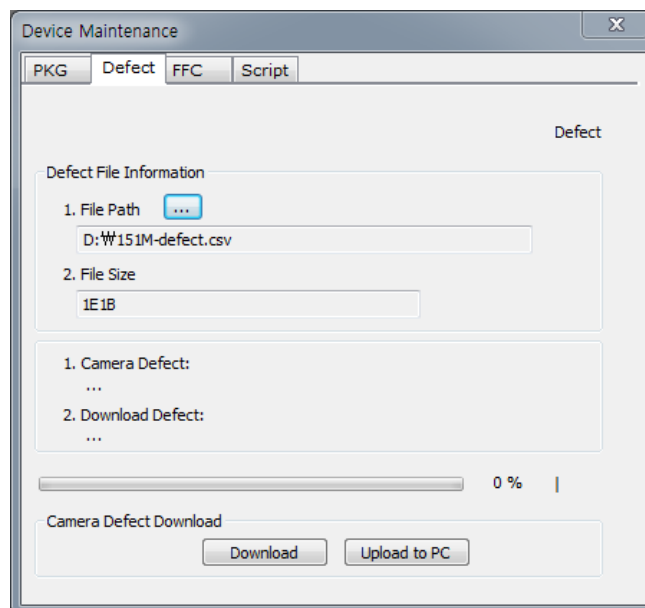 Device Maintenance
PKG Defect FFC Script
Defect
Defect File Information
1. File Path ...
D:₩151M-defect.csv
2. File Size
1E1B
1. Camera Defect:
...
2. Download Defect:
...
0 %
Camera Defect Download
Download Upload to PC